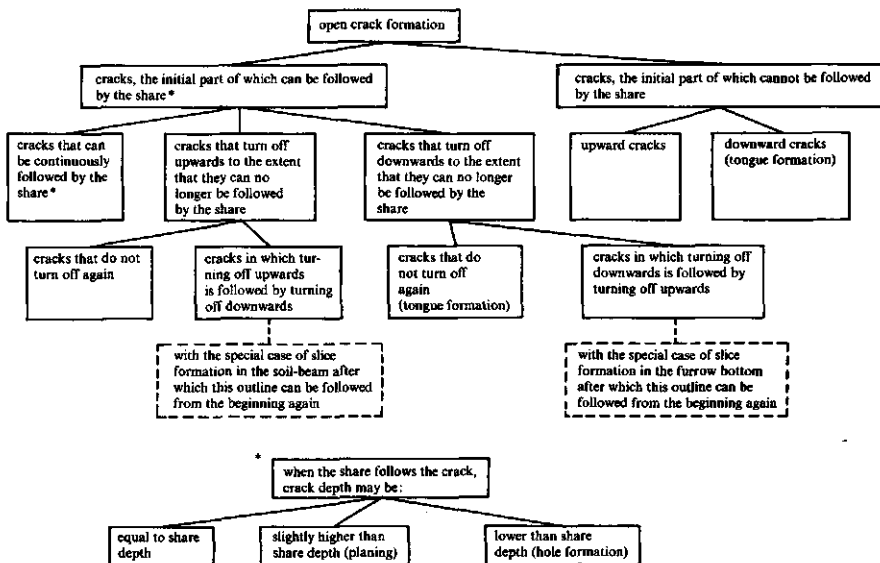 open crack formation
cracks, the initial part of which can be followed
by the share*
cracks, the initial part of which cannot be followed
by the share
cracks that can
be continuously
followed by the
share*
cracks that turn off
upwards to the extent
that they can no
longer be followed
by the share
cracks that turn off
downwards to the extent
that they can no longer
be followed by the
share
upward cracks
downward cracks
(tongue formation)
cracks that do not
turn off again
cracks in which tur-
ning off upwards
is followed by turning
off downwards
cracks that do
not turn off
again
(tongue formation)
cracks in which turning off
downwards is followed by
turning off upwards
with the special case of slice
formation in the soil-beam after
which this outline can be followed
from the beginning again
with the special case of slice
formation in the furrow bottom
after which this outline can be
followed from the beginning again
*
when the share follows the crack,
crack depth may be:
equal to share
depth
slightly higher than
share depth (planing)
lower than share
depth (hole formation)